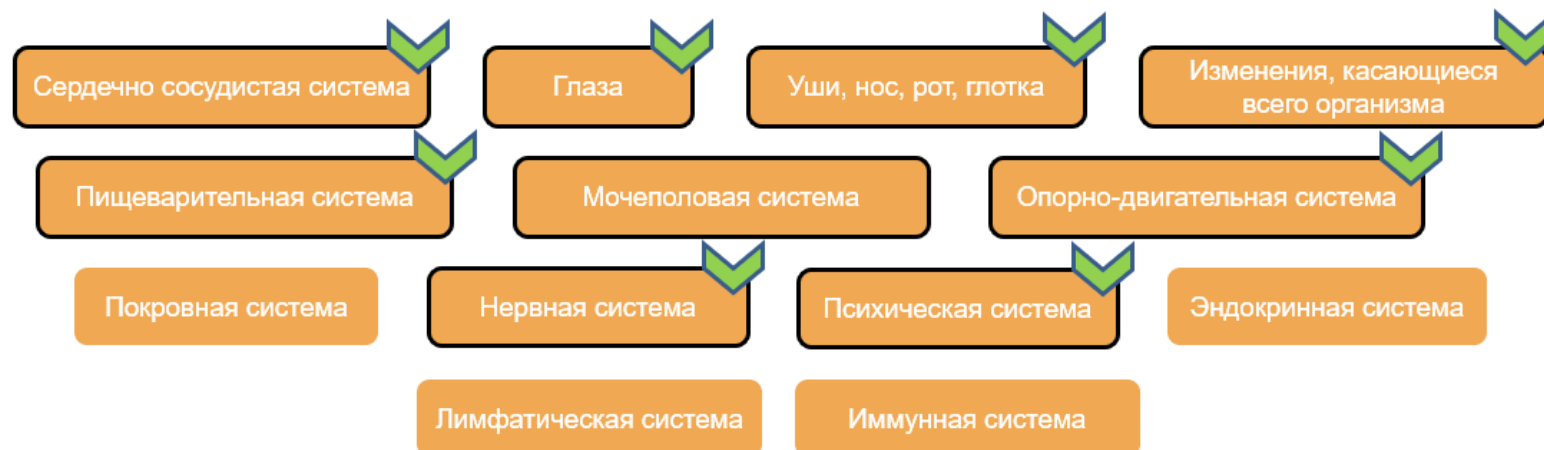 Сердечно сосудистая система
Глаза
Уши, нос, рот, глотка
Изменения, касающиеся
всего организма
Пищеварительная система
Мочеполовая система
Опорно-двигательная система
Покровная система
Нервная система
Психическая система
Эндокринная система
Лимфатическая система
Иммунная система